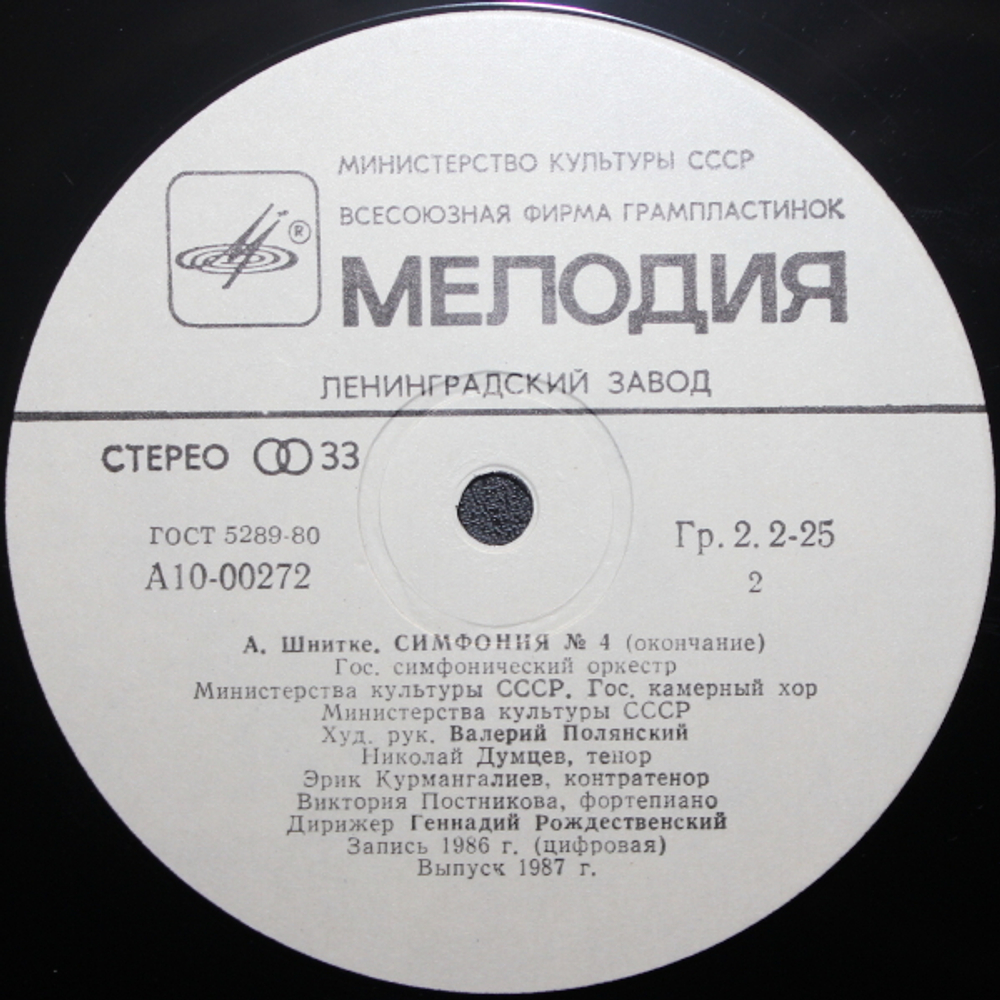 МИНИСТЕРСТВО КУЛЬТУРЫ СССР
ВСЕСОЮЗНАЯ ФИРМА ГРАМПЛАСТИНОК
®
МЕЛОДИЯ
ЛЕНИНГРАДСКИЙ ЗАВОД
СТЕРЕО 33
ГОСТ 5289-80
Гр. 2. 2-25
А10-00272
2
А. Шнитке. СИМФОНИЯ № 4 (окончание)
Гос. симфонический оркестр
Министерства культуры СССР. Гос. камерный хор
Министерства культуры СССР
Худ. рук. Валерий Полянский
Николай Думцев, тенор
Эрик Курмангалиев, контратенор
Виктория Постникова, фортепиано
Дирижер Геннадий Рождественский
Запись 1986 г. (цифровая)
Выпуск 1987 г.